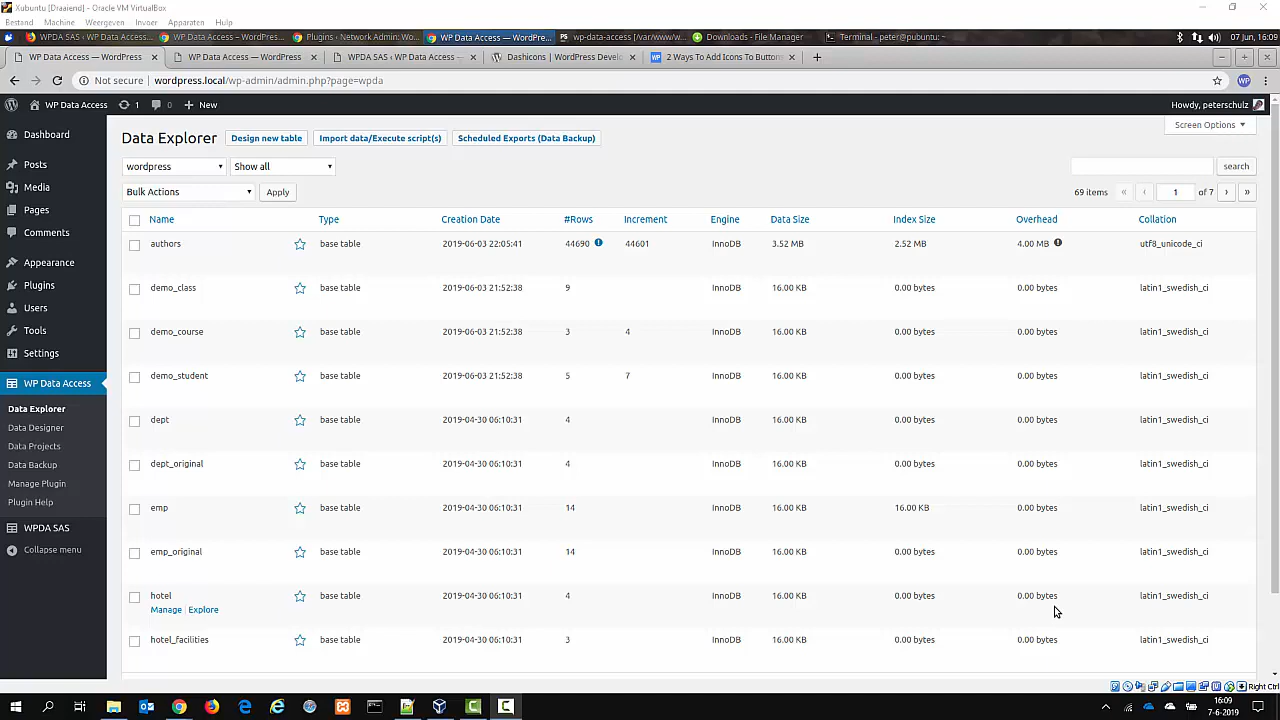 Xubuntu [Draaiend] - Oracle VM VirtualBox
Bestand Machine Weergeven Invoer Apparaten Help
WPDA SAS ‹ WP Data Access... WP Data Access – WordPress... Plugins ‹ Network Admin: Wo... WP Data Access — WordPre... wp-data-access [/var/www/w... Downloads - File Manager Terminal - peter@pubuntu: ~ 07 Jun, 16:09
WP Data Access — WordPress WP Data Access — WordPress WPDA SAS ‹ WP Data Access — Dashicons | WordPress Develo 2 Ways To Add Icons To Button
Not secure wordpress.local/wp-admin/admin.php?page=wpda
WP Data Access 1 0 New Howdy, peterschulz
Screen Options
Dashboard
Posts
Media
Pages
Comments
Appearance
Plugins
Users
Tools
Settings
WP Data Access
Data Explorer
Data Designer
Data Projects
Data Backup
Manage Plugin
Plugin Help
WPDA SAS
Collapse menu
Data Explorer Design new table Import data/Execute script(s) Scheduled Exports (Data Backup)
wordpress Show all search
Bulk Actions Apply 69 items « ‹ 1 of 7 › »
Name Type Creation Date #Rows Increment Engine Data Size Index Size Overhead Collation
authors base table 2019-06-03 22:05:41 44690 44601 InnoDB 3.52 MB 2.52 MB 4.00 MB utf8_unicode_ci
demo_class base table 2019-06-03 21:52:38 9 InnoDB 16.00 KB 0.00 bytes 0.00 bytes latin1_swedish_ci
demo_course base table 2019-06-03 21:52:38 3 4 InnoDB 16.00 KB 0.00 bytes 0.00 bytes latin1_swedish_ci
demo_student base table 2019-06-03 21:52:38 5 7 InnoDB 16.00 KB 0.00 bytes 0.00 bytes latin1_swedish_ci
dept base table 2019-04-30 06:10:31 4 InnoDB 16.00 KB 0.00 bytes 0.00 bytes latin1_swedish_ci
dept_original base table 2019-04-30 06:10:31 4 InnoDB 16.00 KB 0.00 bytes 0.00 bytes latin1_swedish_ci
emp base table 2019-04-30 06:10:31 14 InnoDB 16.00 KB 16.00 KB 0.00 bytes latin1_swedish_ci
emp_original base table 2019-04-30 06:10:31 14 InnoDB 16.00 KB 0.00 bytes 0.00 bytes latin1_swedish_ci
hotel base table 2019-04-30 06:10:31 4 InnoDB 16.00 KB 0.00 bytes 0.00 bytes latin1_swedish_ci
Manage | Explore
hotel_facilities base table 2019-04-30 06:10:31 3 InnoDB 16.00 KB 0.00 bytes 0.00 bytes latin1_swedish_ci
Right Ctrl
16:09
7-6-2019